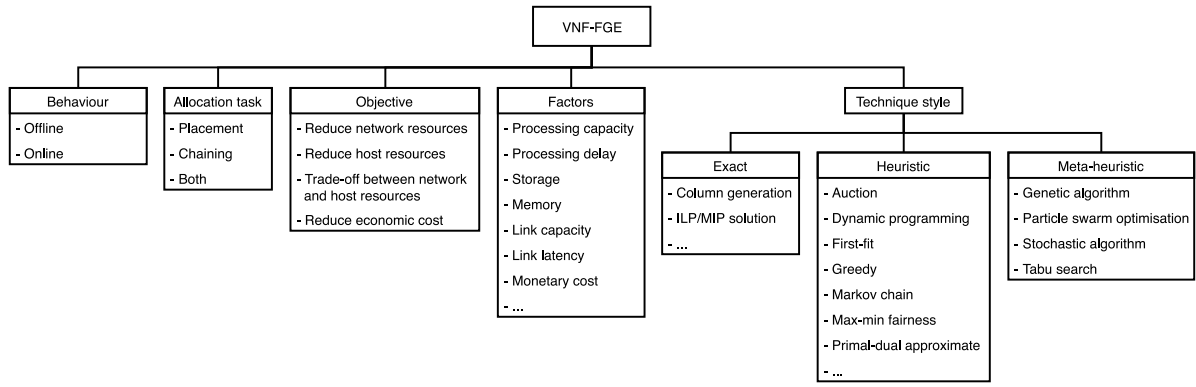 VNF-FGE
Behaviour
- Offline
- Online
Allocation task
- Placement
- Chaining
- Both
Objective
- Reduce network resources
- Reduce host resources
- Trade-off between network
and host resources
- Reduce economic cost
Factors
- Processing capacity
- Processing delay
- Storage
- Memory
- Link capacity
- Link latency
- Monetary cost
- ...
Technique style
Exact
- Column generation
- ILP/MIP solution
- ...
Heuristic
- Auction
- Dynamic programming
- First-fit
- Greedy
- Markov chain
- Max-min fairness
- Primal-dual approximate
- ...
Meta-heuristic
- Genetic algorithm
- Particle swarm optimisation
- Stochastic algorithm
- Tabu search